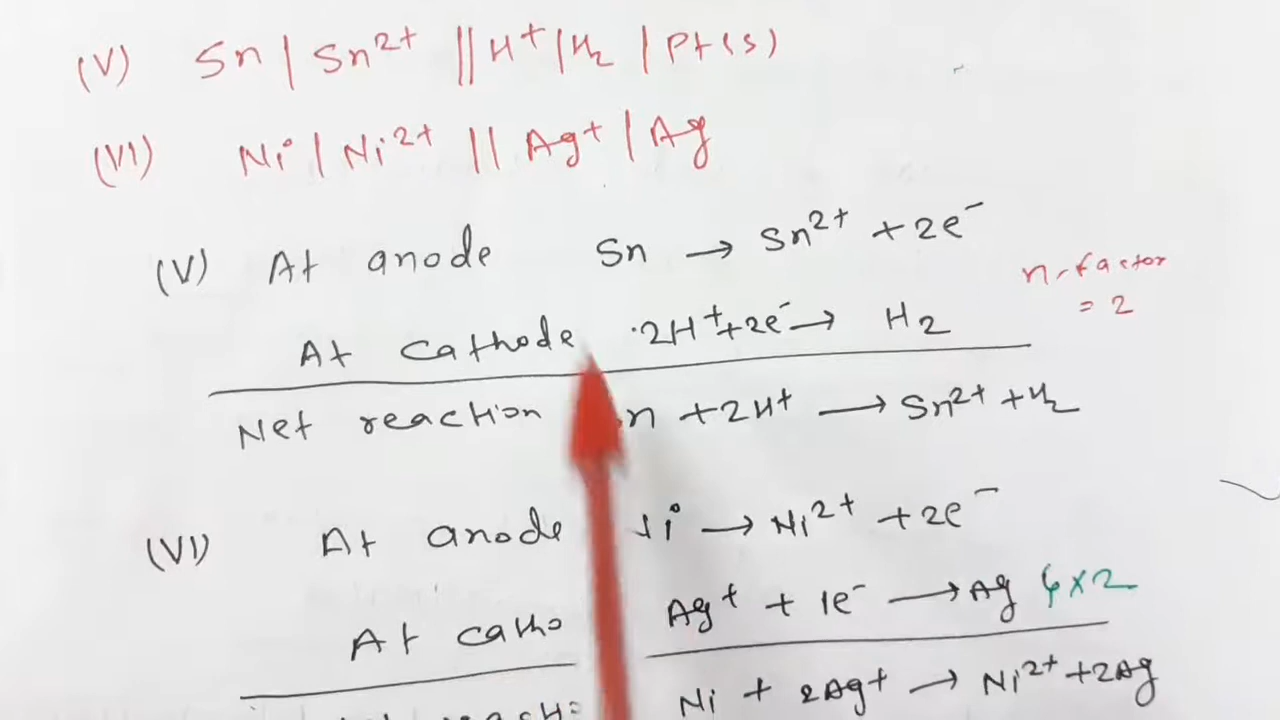 (V) Sn | Sn²⁺ || H⁺ | H₂ | Pt(s)
(VI) Ni | Ni²⁺ || Ag⁺ | Ag
(V) At anode Sn → Sn²⁺ + 2e⁻
n-factor
= 2
At cathode 2H⁺ + 2e⁻ → H₂
Net reaction + 2H⁺ → Sn²⁺ + H₂
(VI) At anode → Ni²⁺ + 2e⁻
At Ag⁺ + 1e⁻ → Ag } × 2
Ni + 2Ag⁺ → Ni²⁺ + 2Ag